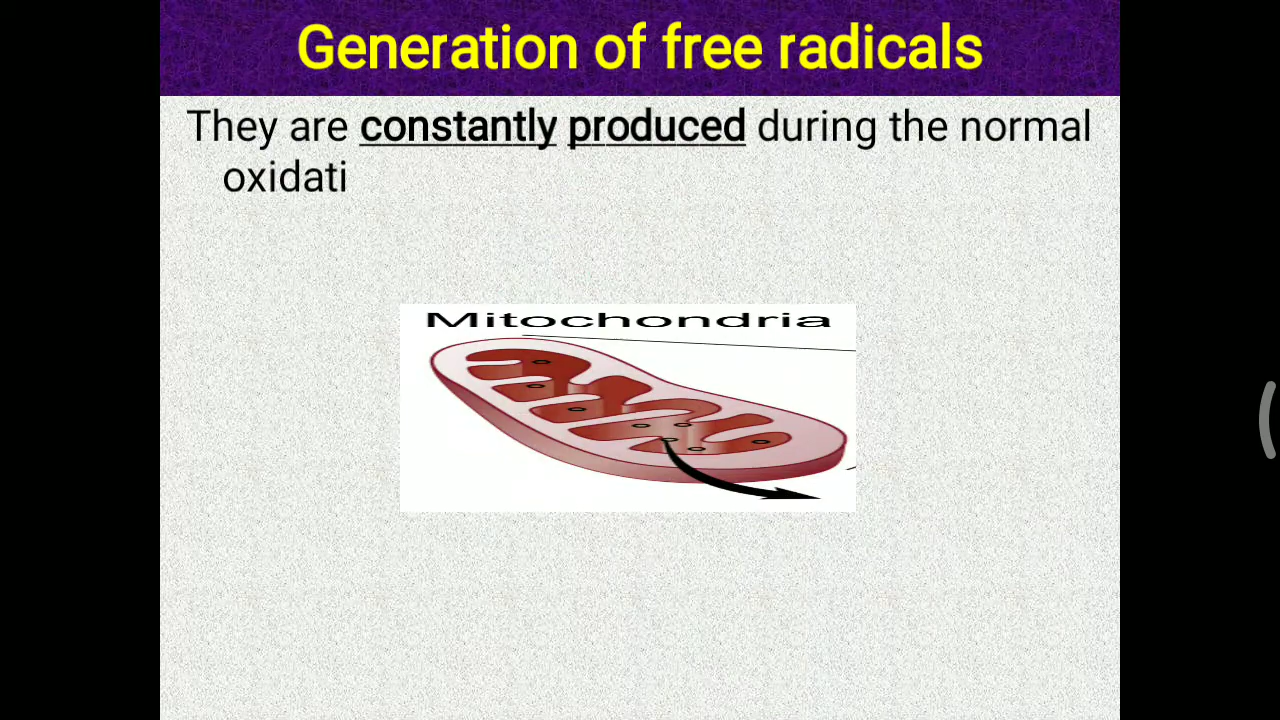 Generation of free radicals
They are constantly produced during the normal
oxidati
Mitochondria